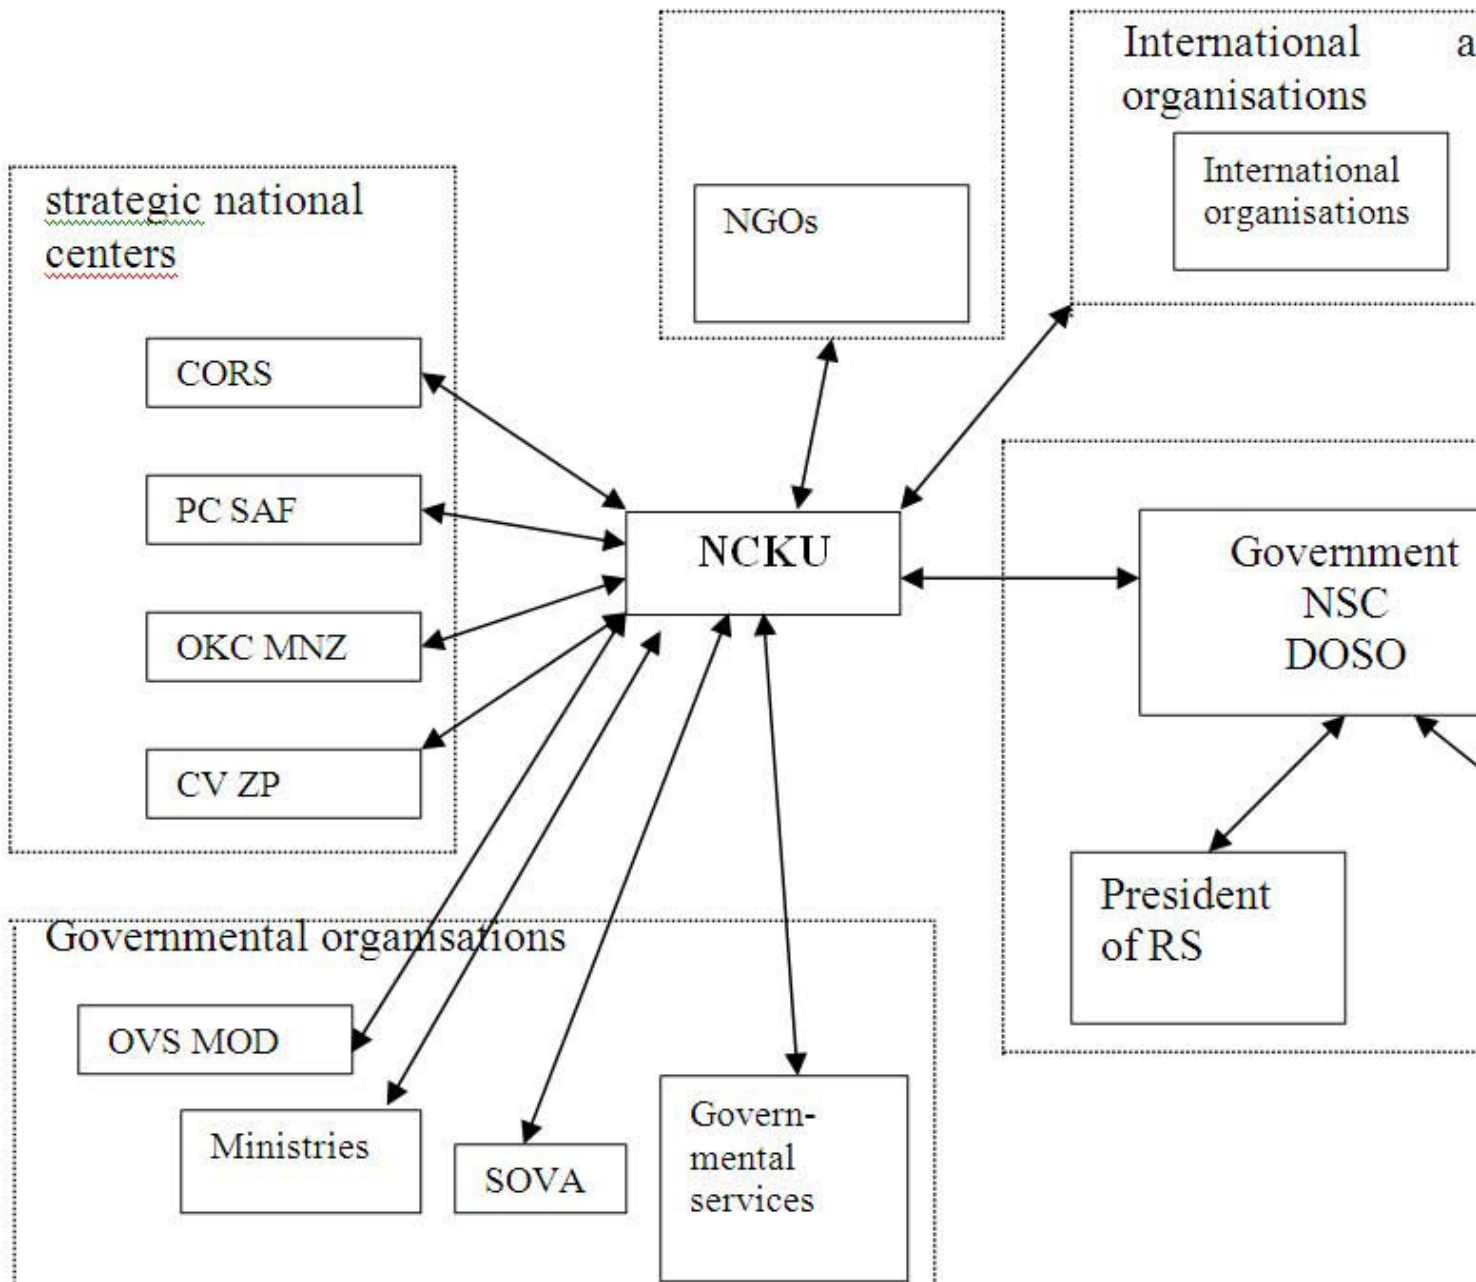 International a
organisations
International
organisations
NGOs
strategic national
centers
CORS
PC SAF
OKC MNZ
CV ZP
NCKU
Government
NSC
DOSO
President
of RS
Governmental organisations
OVS MOD
Ministries
SOVA
Govern-
mental
services